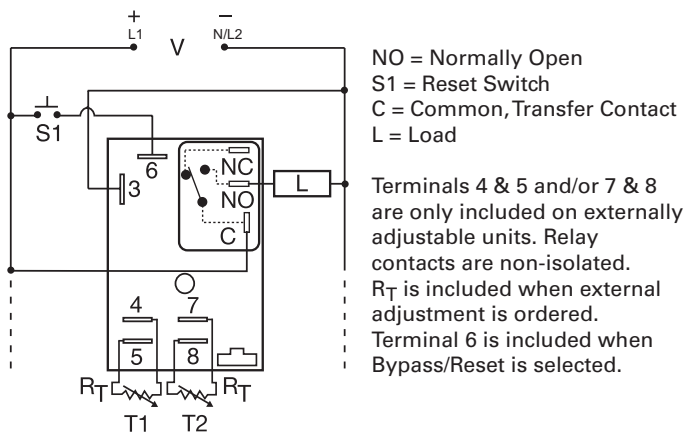 +
−
L1
V
N/L2
S1
6
3
NC
NO
C
L
4
7
5
8
RT
RT
T1
T2
NO = Normally Open
S1 = Reset Switch
C = Common, Transfer Contact
L = Load
Terminals 4 & 5 and/or 7 & 8
are only included on externally
adjustable units. Relay
contacts are non-isolated.
RT is included when external
adjustment is ordered.
Terminal 6 is included when
Bypass/Reset is selected.